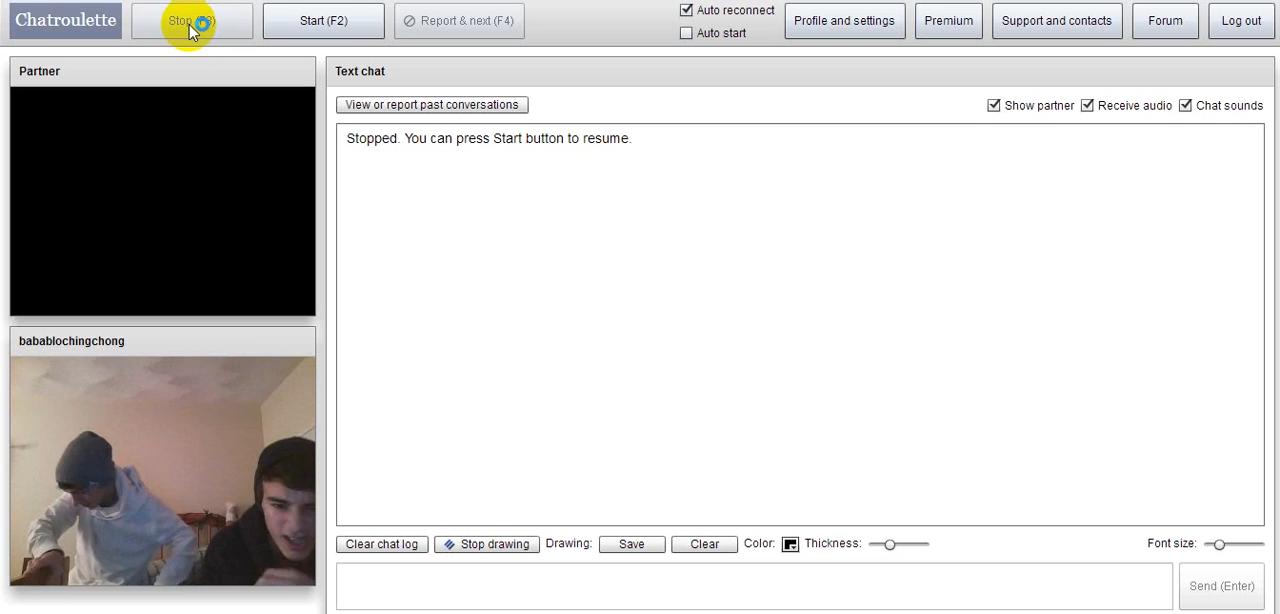 Chatroulette
Start (F2)
Report & next (F4)
Auto reconnect
Auto start
Profile and settings
Premium
Support and contacts
Forum
Log out
Partner
Text chat
View or report past conversations
Show partner
Receive audio
Chat sounds
Stopped. You can press Start button to resume.
babablochingchong
Clear chat log
Stop drawing
Drawing:
Save
Clear
Color:
Thickness:
Font size:
Send (Enter)